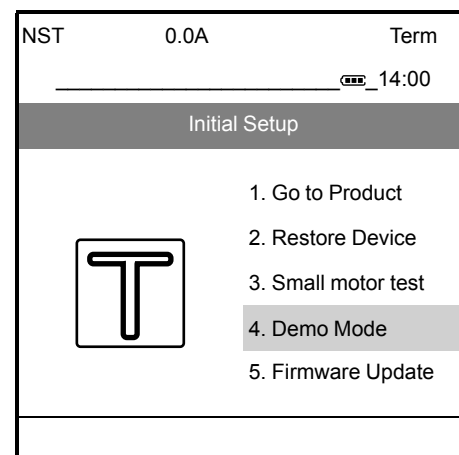 NST 0.0A Term
14:00
Initial Setup
1. Go to Product
2. Restore Device
3. Small motor test
4. Demo Mode
5. Firmware Update
T